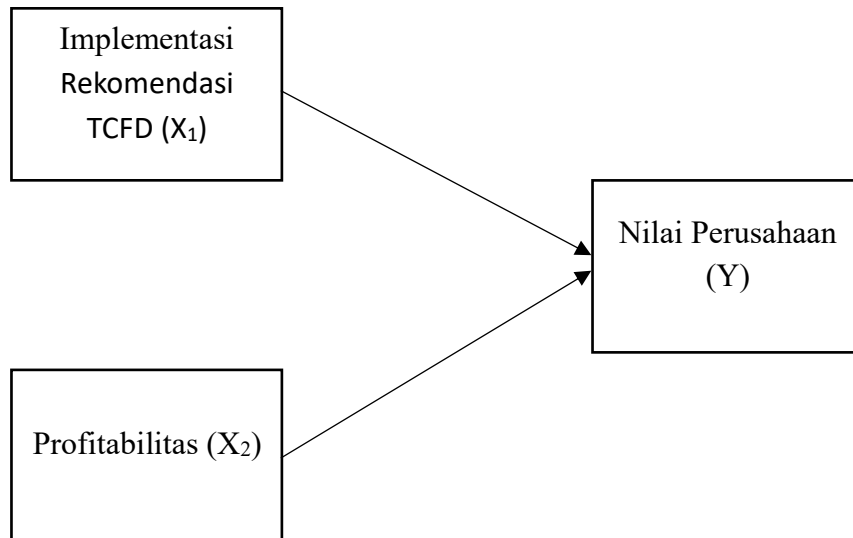 Implementasi
Rekomendasi
TCFD (X₁)
Nilai Perusahaan
(Y)
Profitabilitas (X₂)